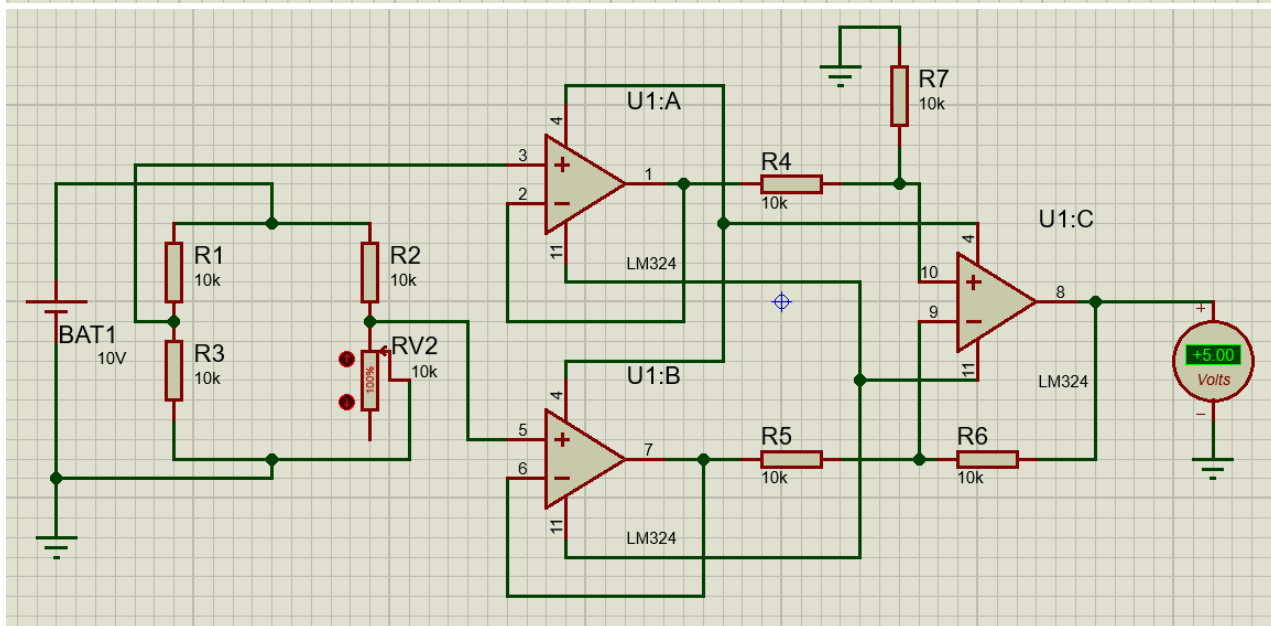 U1:A
4
3
+
1
2
−
11
LM324
R4
10k
R7
10k
U1:C
4
10
+
8
9
−
11
LM324
R1
10k
R2
10k
BAT1
10V
R3
10k
RV2
100%
10k
U1:B
4
5
+
7
6
−
11
LM324
R5
10k
R6
10k
+
+5.00
Volts
−